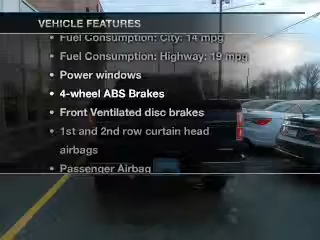 VEHICLE FEATURES
• Fuel Consumption: City: 14 mpg
• Fuel Consumption: Highway: 19 mpg
• Power windows
• 4-wheel ABS Brakes
• Front Ventilated disc brakes
• 1st and 2nd row curtain head
airbags
• Passenger Airbag